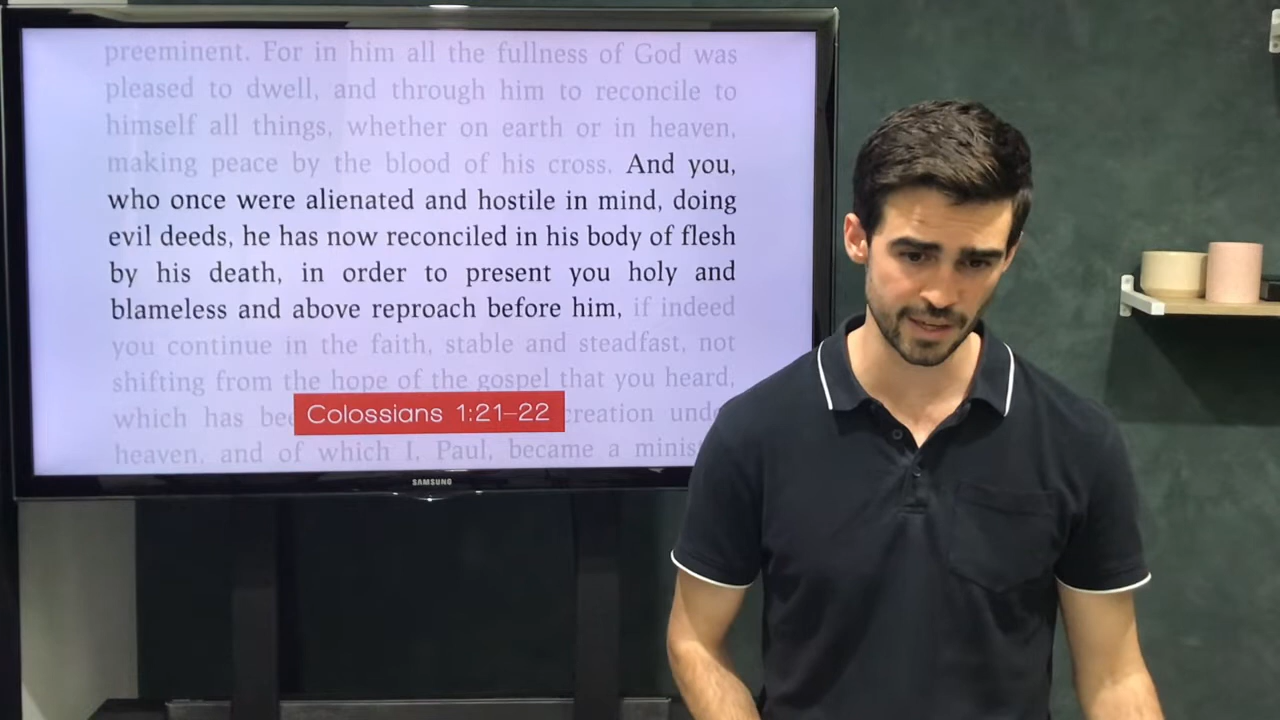 preeminent. For in him all the fullness of God was
pleased to dwell, and through him to reconcile to
himself all things, whether on earth or in heaven,
making peace by the blood of his cross. And you,
who once were alienated and hostile in mind, doing
evil deeds, he has now reconciled in his body of flesh
by his death, in order to present you holy and
blameless and above reproach before him, if indeed
you continue in the faith, stable and steadfast, not
shifting from the hope of the gospel that you heard,
which has creation
Colossians 1:21–22
heaven, and of which I, Paul, became a
SAMSUNG